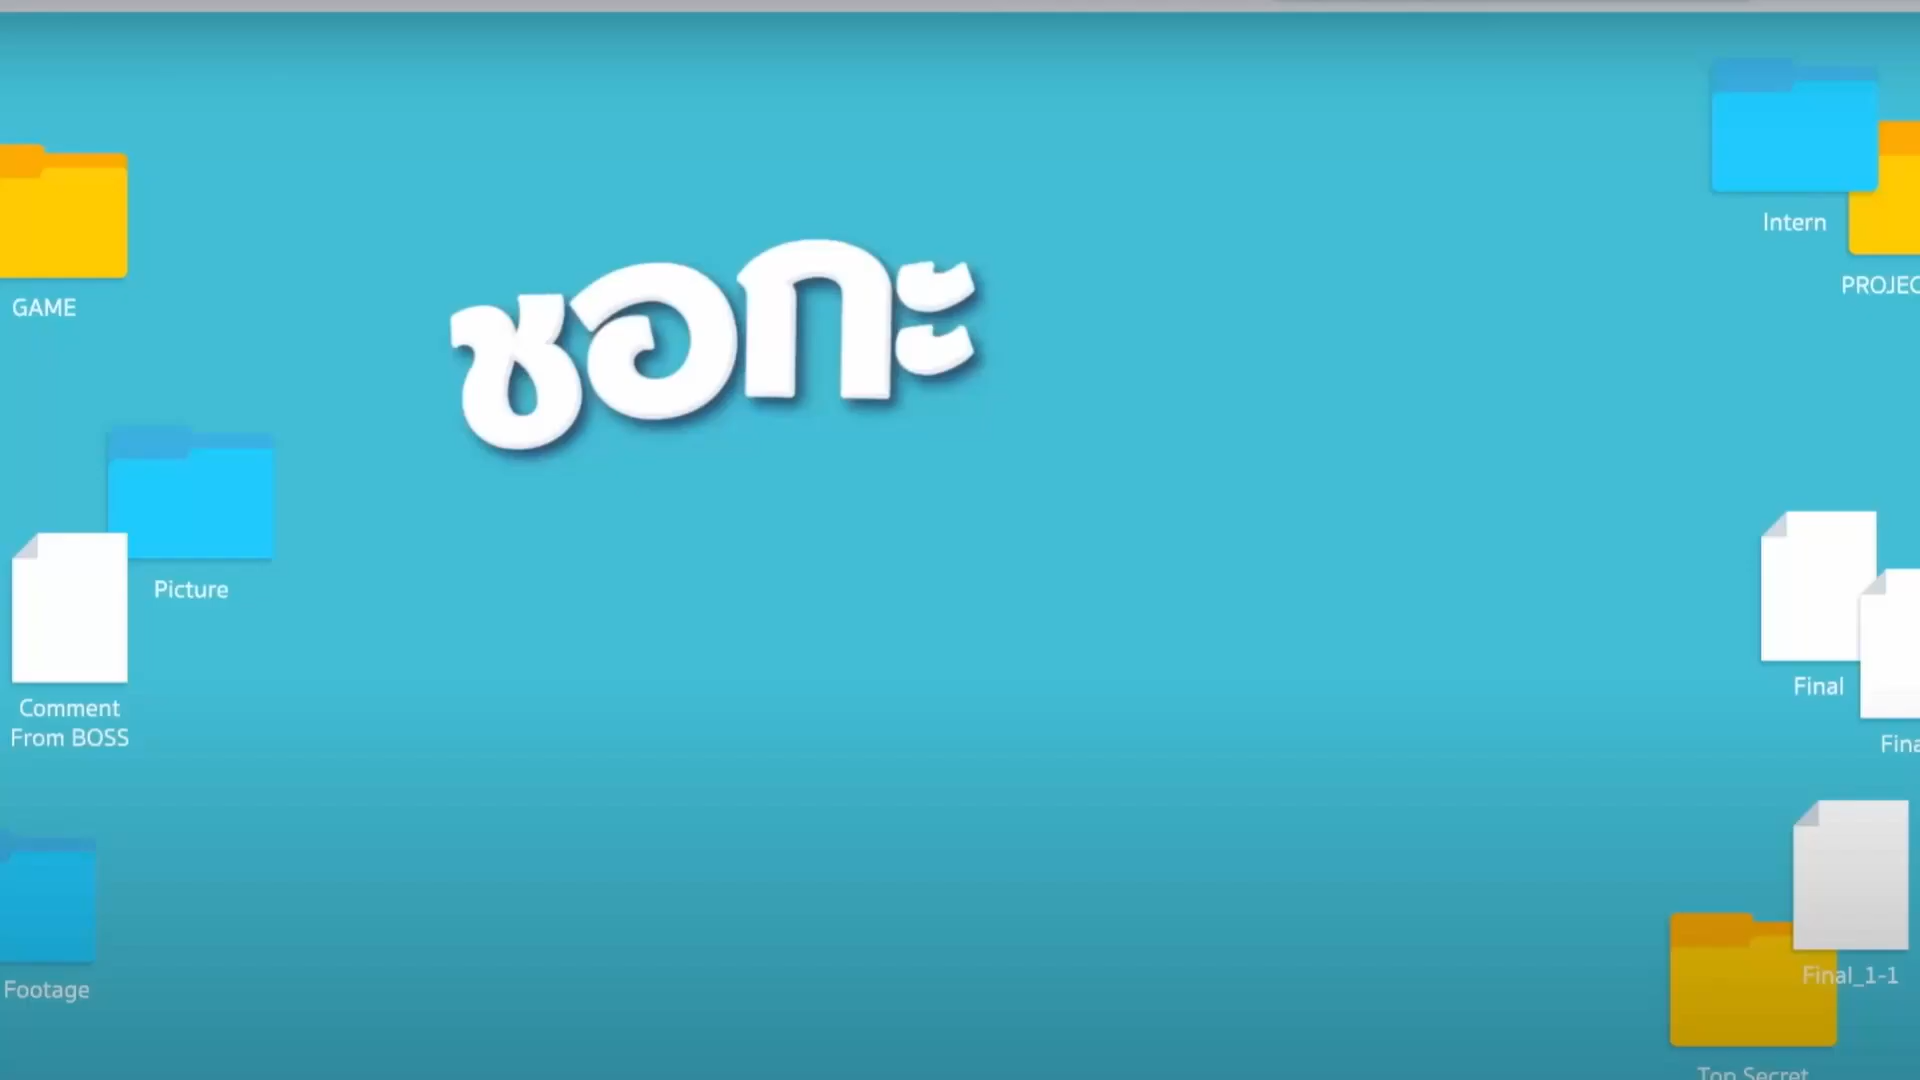 ชอกะ
GAME
Intern
PROJEC
Picture
Comment
From BOSS
Final
Fina
Footage
Final_1-1
Top Secret